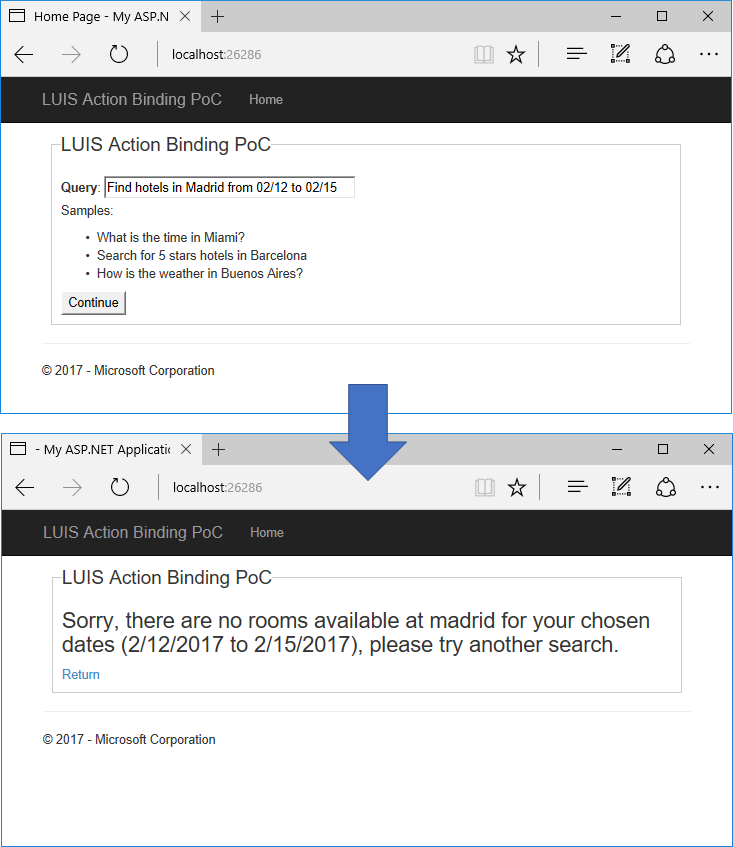 Home Page - My ASP.N
localhost:26286
LUIS Action Binding PoC Home
LUIS Action Binding PoC
Query: Find hotels in Madrid from 02/12 to 02/15
Samples:
• What is the time in Miami?
• Search for 5 stars hotels in Barcelona
• How is the weather in Buenos Aires?
Continue
© 2017 - Microsoft Corporation
- My ASP.NET Applicatic
localhost:26286
LUIS Action Binding PoC Home
LUIS Action Binding PoC
Sorry, there are no rooms available at madrid for your chosen
dates (2/12/2017 to 2/15/2017), please try another search.
Return
© 2017 - Microsoft Corporation